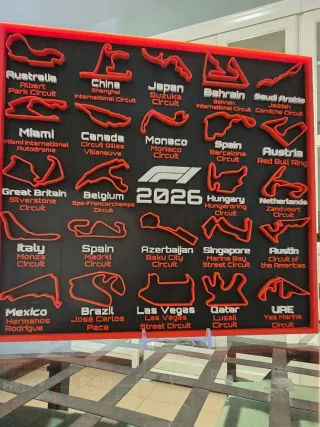 Australia
Albert
Park Circuit
China
Shanghai
International Circuit
Japan
Suzuka
Circuit
Bahrain
Bahrain
International Circuit
Saudi Arabia
Jeddah
Corniche Circuit
Miami
Miami International
Autodrome
Canada
Circuit Gilles
Villeneuve
Monaco
Monaco
Circuit
Spain
Barcelona
Circuit
Austria
Red Bull Ring
Great Britain
Silverstone
Circuit
Belgium
Spa-Francorchamps
Circuit
F1
2026
Hungary
Hungaroring
Circuit
Netherlands
Zandvoort
Circuit
Italy
Monza
Circuit
Spain
Madrid
Circuit
Azerbaijan
Baku City
Circuit
Singapore
Marina Bay
Street Circuit
Austin
Circuit of
the Americas
Mexico
Hermanos
Rodrigue
Brazil
José Carlos
Pace
Las Vegas
Las Vegas
Street Circuit
Qatar
Lusail
Circuit
UAE
Yas Marina
Circuit